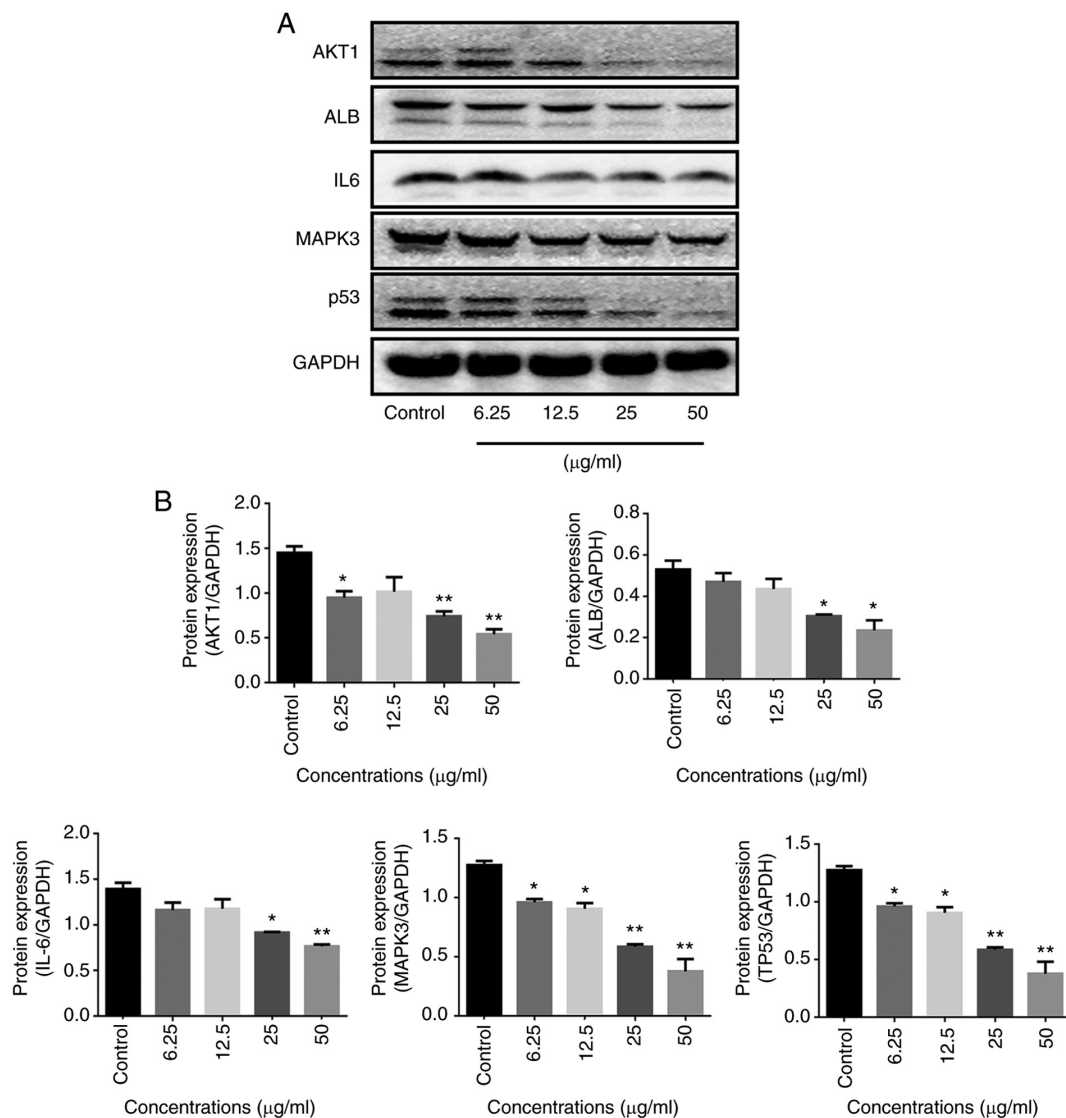 A
AKT1
ALB
IL6
MAPK3
p53
GAPDH
Control 6.25 12.5 25 50
(μg/ml)
B
Protein expression
(AKT1/GAPDH)
2.0
1.5
1.0
0.5
0.0
*
**
**
Control
6.25
12.5
25
50
Concentrations (μg/ml)
Protein expression
(ALB/GAPDH)
0.8
0.6
0.4
0.2
0.0
*
*
Control
6.25
12.5
25
50
Concentrations (μg/ml)
Protein expression
(IL-6/GAPDH)
2.0
1.5
1.0
0.5
0.0
*
**
Control
6.25
12.5
25
50
Concentrations (μg/ml)
Protein expression
(MAPK3/GAPDH)
1.5
1.0
0.5
0.0
*
*
**
**
Control
6.25
12.5
25
50
Concentrations (μg/ml)
Protein expression
(TP53/GAPDH)
1.5
1.0
0.5
0.0
*
*
**
**
Control
6.25
12.5
25
50
Concentrations (μg/ml)